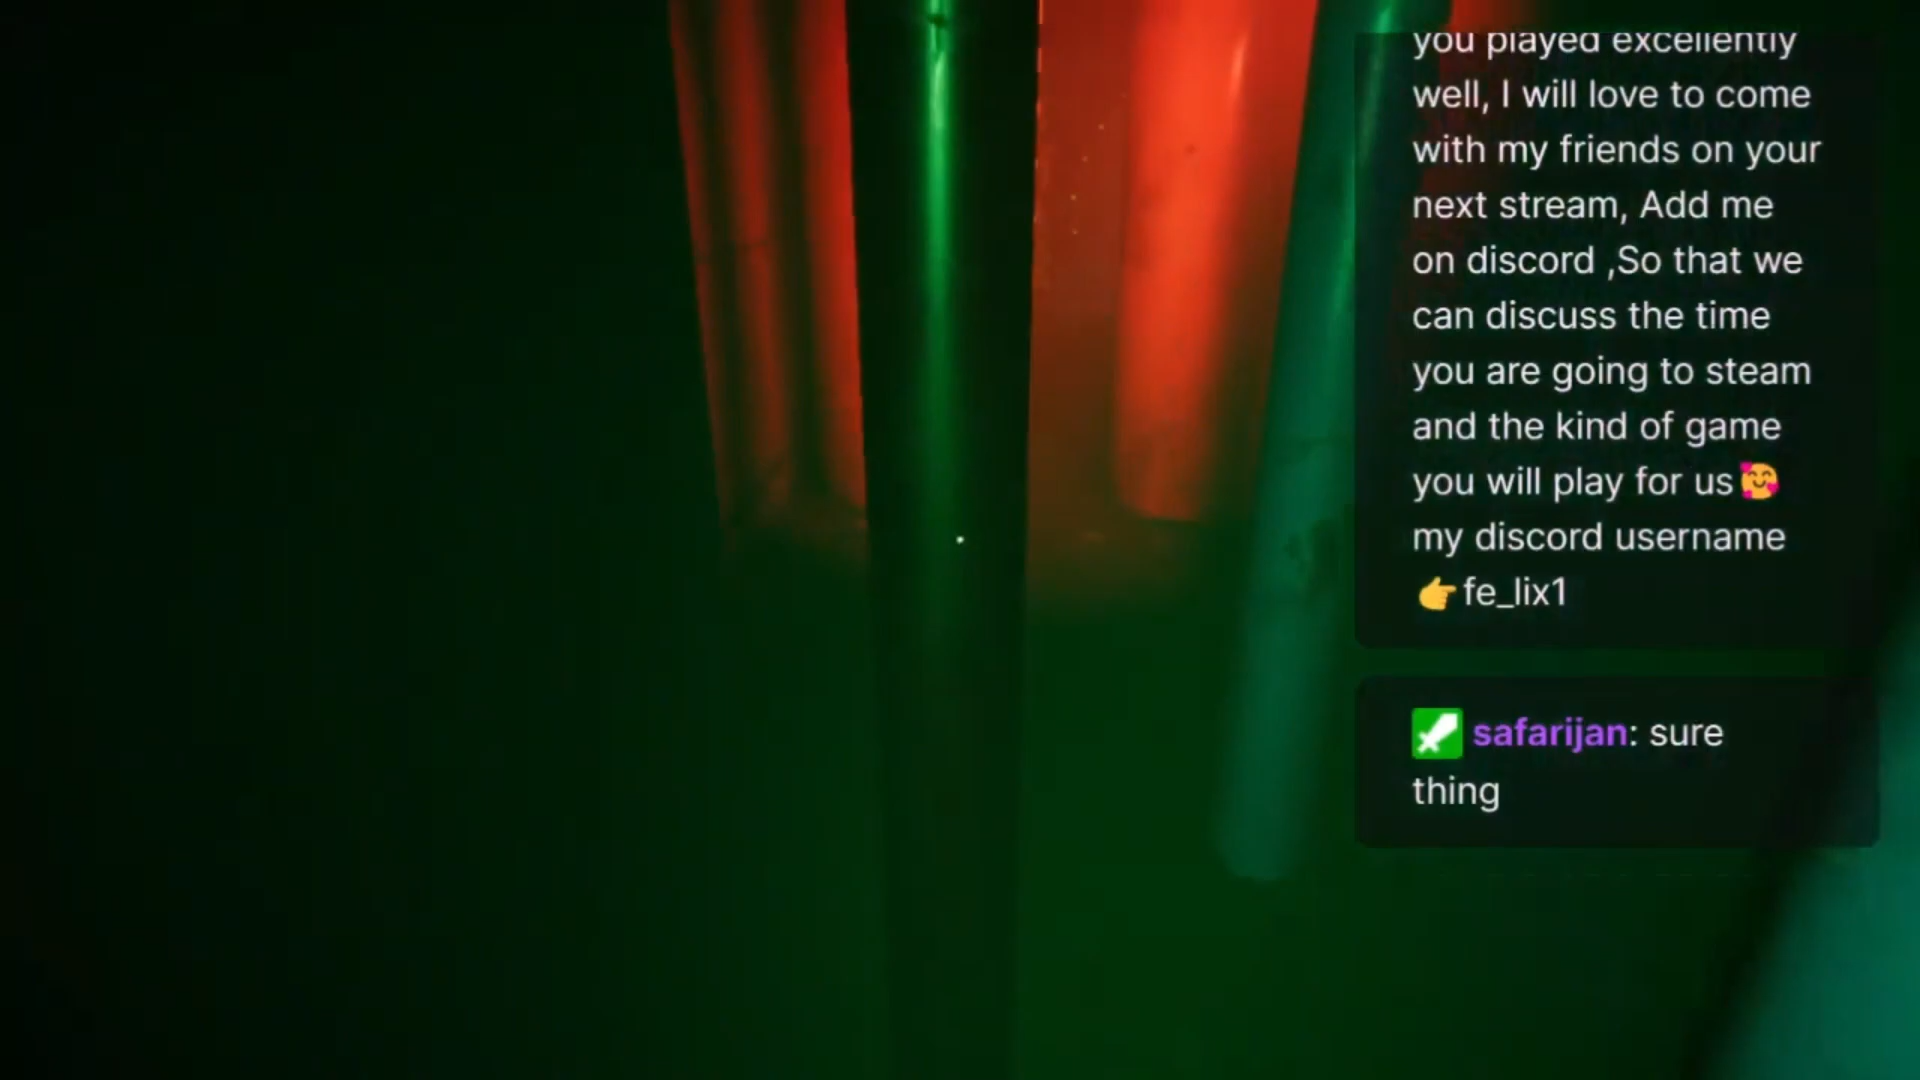 you played excellently
well, I will love to come
with my friends on your
next stream, Add me
on discord ,So that we
can discuss the time
you are going to steam
and the kind of game
you will play for us🥰
my discord username
👉fe_lix1
safarijan: sure
thing